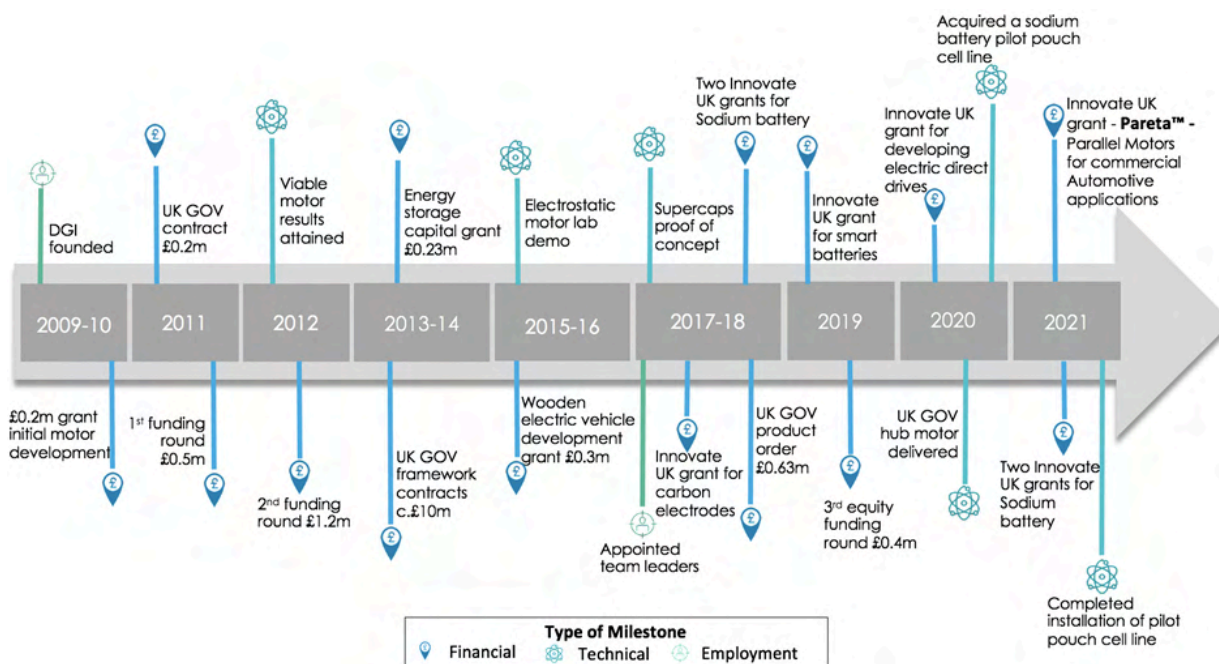 Acquired a sodium
battery pilot pouch
cell line
Two Innovate
UK grants for
Sodium battery
Innovate UK
grant for
developing
electric direct
drives
Innovate UK
grant - Pareta™ -
Parallel Motors
for commercial
Automotive
applications
DGI
founded
UK GOV
contract
£0.2m
Viable
motor
results
attained
Energy
storage
capital grant
£0.23m
Electrostatic
motor lab
demo
Supercaps
proof of
concept
Innovate
UK grant
for smart
batteries
2009-10
2011
2012
2013-14
2015-16
2017-18
2019
2020
2021
£0.2m grant
initial motor
development
1st funding
round
£0.5m
2nd funding
round £1.2m
UK GOV
framework
contracts
c.£10m
Wooden
electric vehicle
development
grant £0.3m
Appointed
team leaders
Innovate
UK grant for
carbon
electrodes
UK GOV
product
order
£0.63m
3rd equity
funding
round £0.4m
UK GOV
hub motor
delivered
Two Innovate
UK grants for
Sodium
battery
Completed
installation of pilot
pouch cell line
Type of Milestone
Financial
Technical
Employment